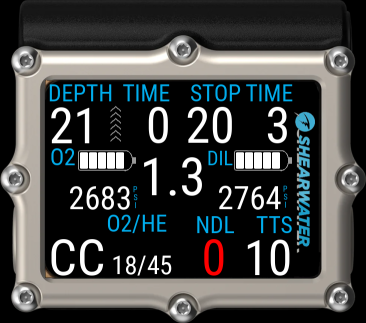 DEPTH TIME STOP TIME
21 0 20 3
O2 1.3 DIL
2683 PSI 2764 PSI
O2/HE NDL TTS
CC 18/45 0 10
SHEARWATER